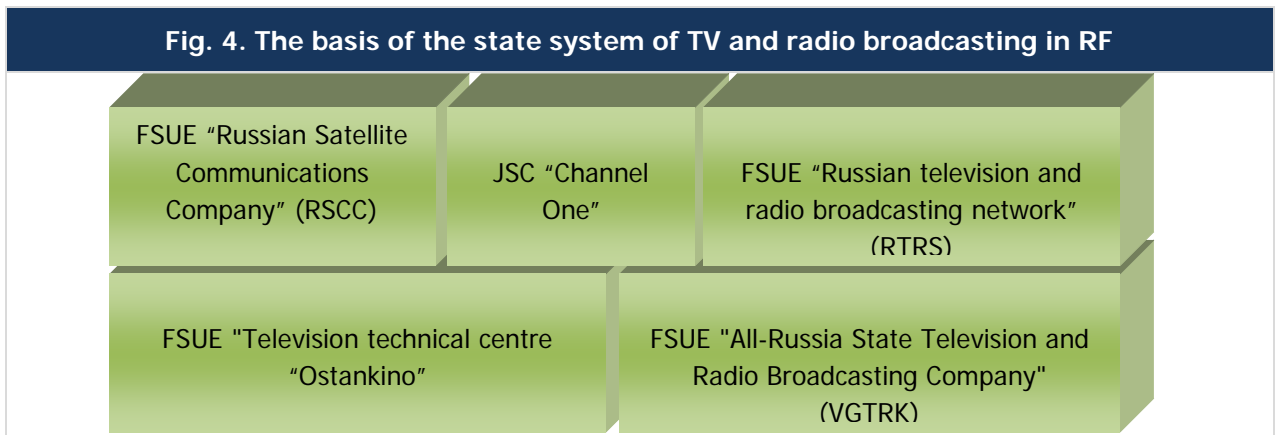 Fig. 4. The basis of the state system of TV and radio broadcasting in RF
FSUE “Russian Satellite
Communications
Company” (RSCC)
JSC “Channel
One”
FSUE “Russian television and
radio broadcasting network”
(RTRS)
FSUE "Television technical centre
“Ostankino”
FSUE "All-Russia State Television and
Radio Broadcasting Company"
(VGTRK)